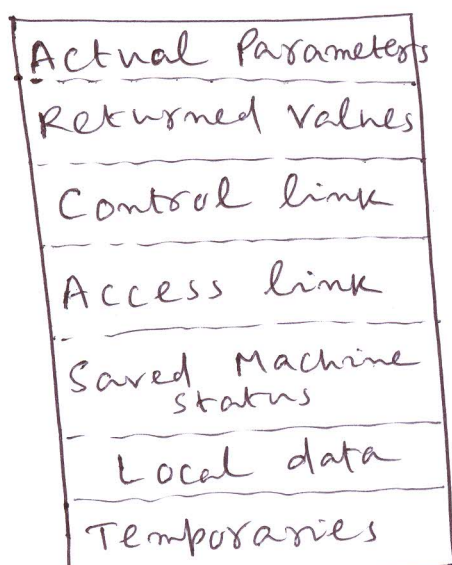 Actual Parameters
Returned Values
Control link
Access link
Saved Machine
Status
Local data
Temporaries